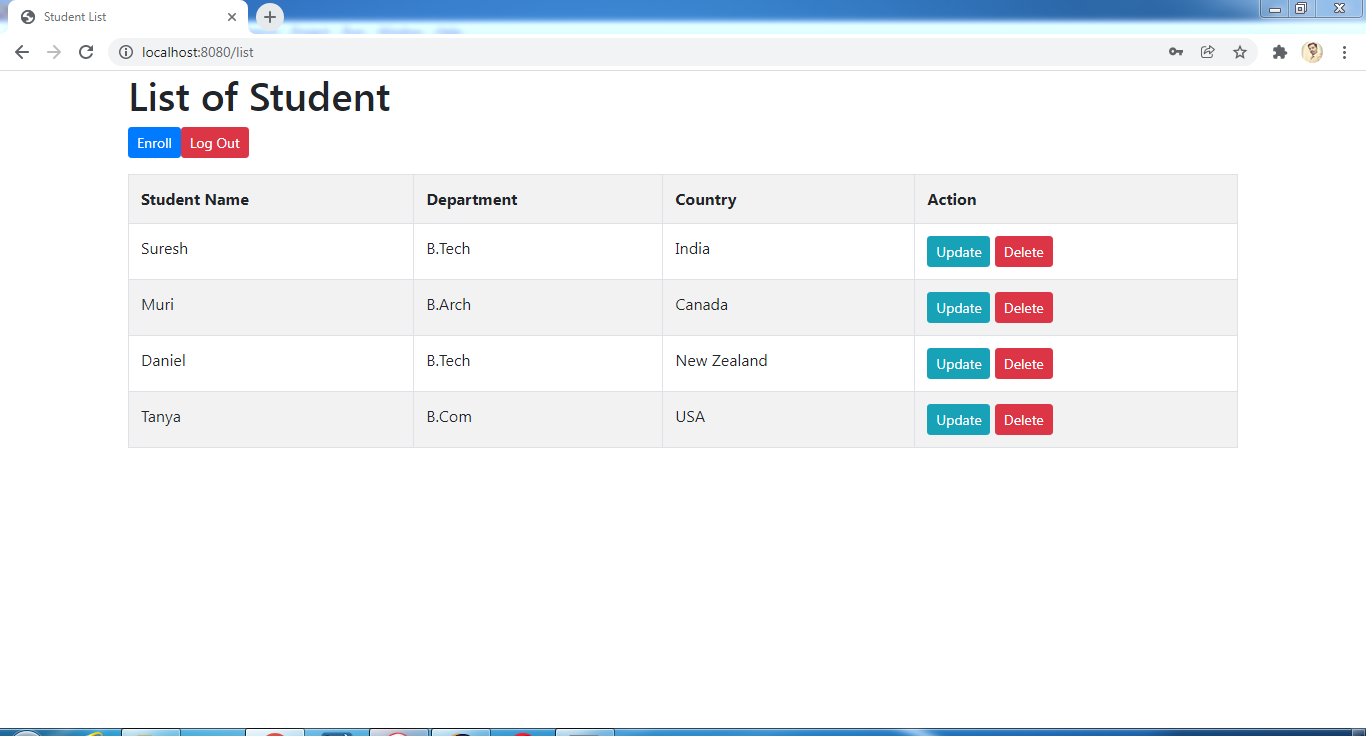 Student List
localhost:8080/list
List of Student
Enroll Log Out
Student Name Department Country Action
Suresh B.Tech India Update Delete
Muri B.Arch Canada Update Delete
Daniel B.Tech New Zealand Update Delete
Tanya B.Com USA Update Delete